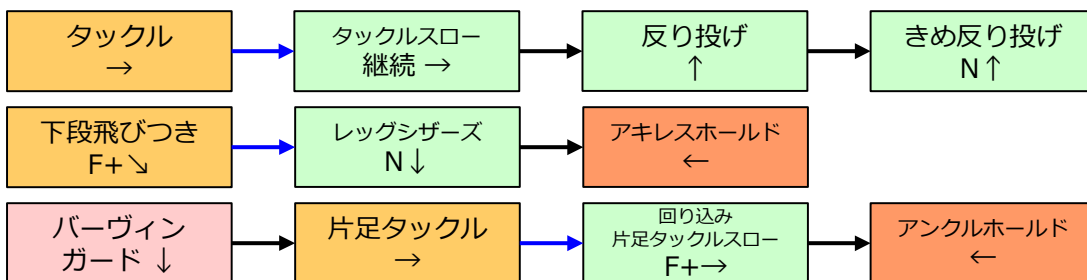 タックル
→
タックルスロー
継続 →
反り投げ
↑
きめ反り投げ
N↑
下段飛びつき
F+↘
レッグシザーズ
N↓
アキレスホールド
←
バーヴィン
ガード ↓
片足タックル
→
回り込み
片足タックルスロー
F+→
アンクルホールド
←